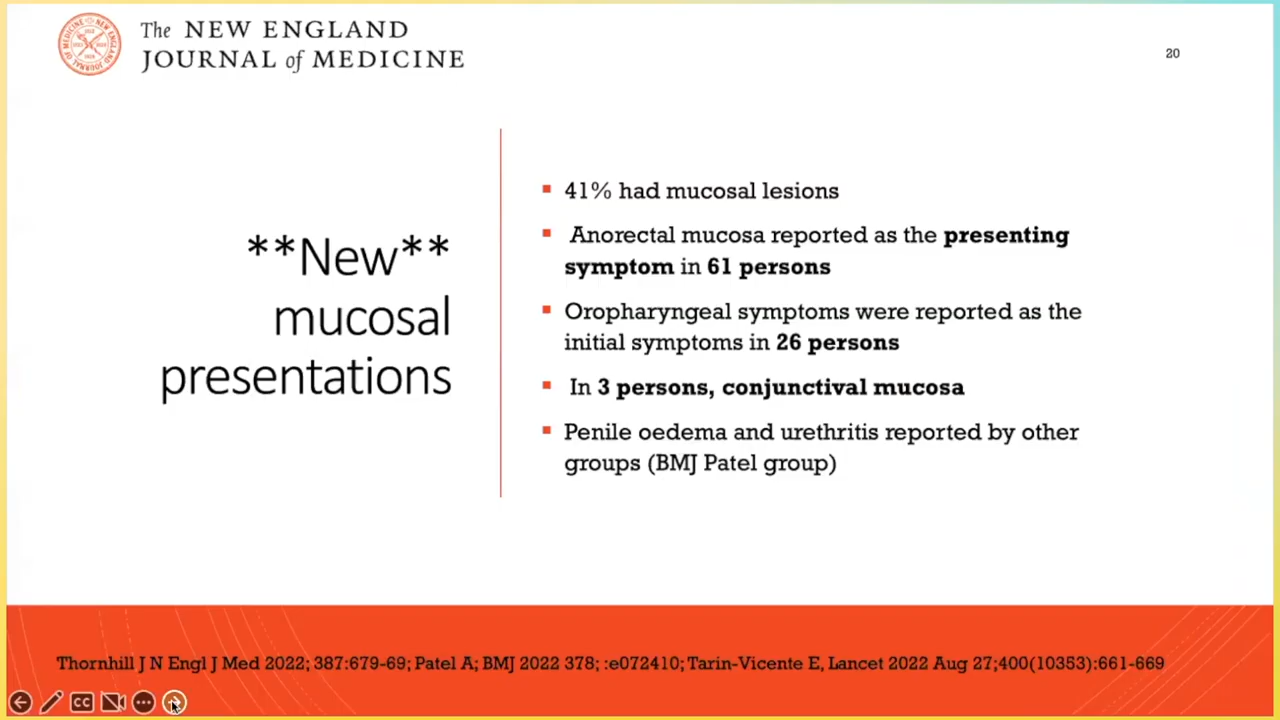 The NEW ENGLAND
JOURNAL of MEDICINE
20
**New**
mucosal
presentations
41% had mucosal lesions
Anorectal mucosa reported as the presenting
symptom in 61 persons
Oropharyngeal symptoms were reported as the
initial symptoms in 26 persons
In 3 persons, conjunctival mucosa
Penile oedema and urethritis reported by other
groups (BMJ Patel group)
Thornhill J N Engl J Med 2022; 387:679-69; Patel A; BMJ 2022 378; :e072410; Tarin-Vicente E, Lancet 2022 Aug 27;400(10353):661-669
CC